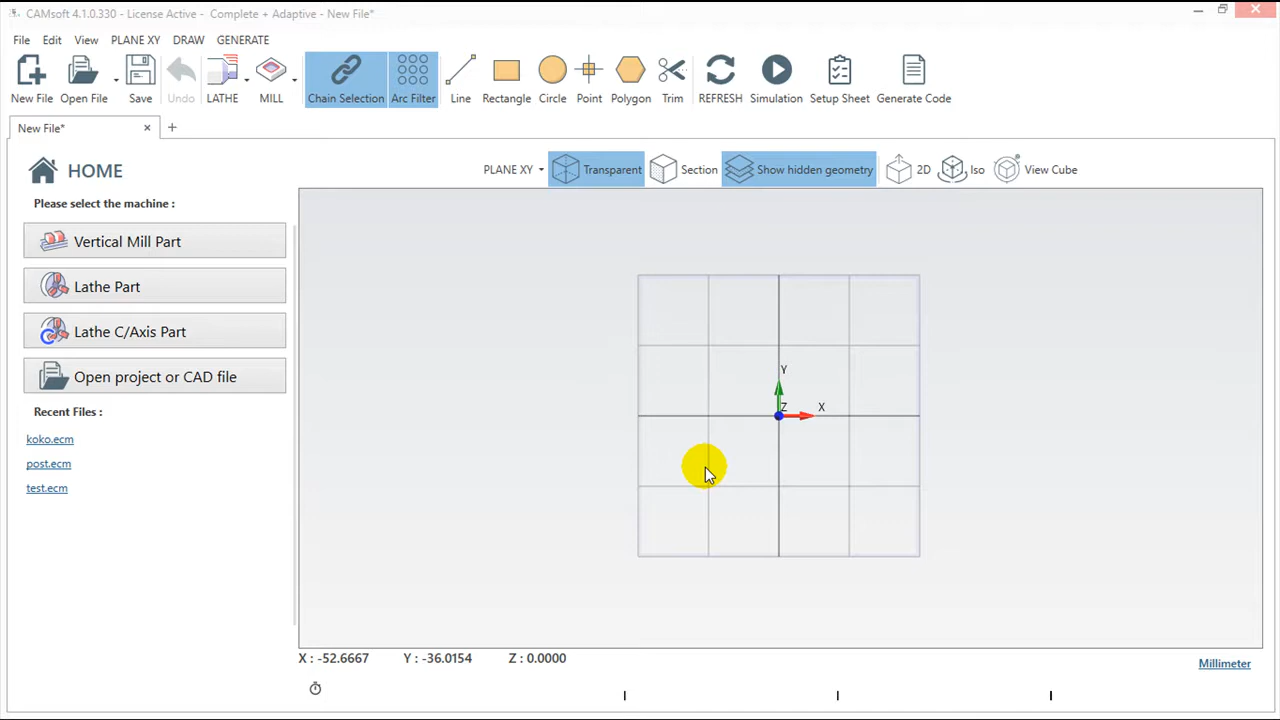 CAMsoft 4.1.0.330 - License Active -  Complete + Adaptive - New File*
File Edit View PLANE XY DRAW GENERATE
New File Open File Save Undo LATHE MILL Chain Selection Arc Filter Line Rectangle Circle Point Polygon Trim REFRESH Simulation Setup Sheet Generate Code
New File*
HOME
PLANE XY Transparent Section Show hidden geometry 2D Iso View Cube
Please select the machine :
Vertical Mill Part
Lathe Part
Lathe C/Axis Part
Open project or CAD file
Recent Files :
koko.ecm
post.ecm
test.ecm
Y
Z X
X : -52.6667 Y : -36.0154 Z : 0.0000
Millimeter